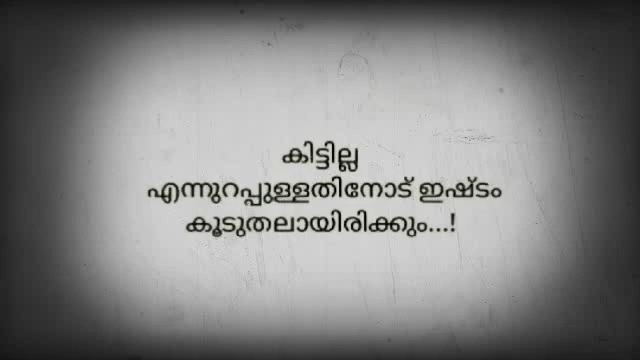 കിട്ടില്ല
എന്നുറപ്പുള്ളതിനോട് ഇഷ്ടം
കൂടുതലായിരിക്കും...!